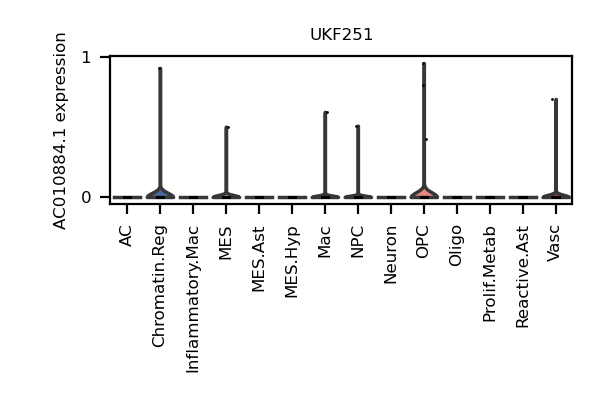 UKF251
AC010884.1 expression
1
0
AC
Chromatin.Reg
Inflammatory.Mac
MES
MES.Ast
MES.Hyp
Mac
NPC
Neuron
OPC
Oligo
Prolif.Metab
Reactive.Ast
Vasc